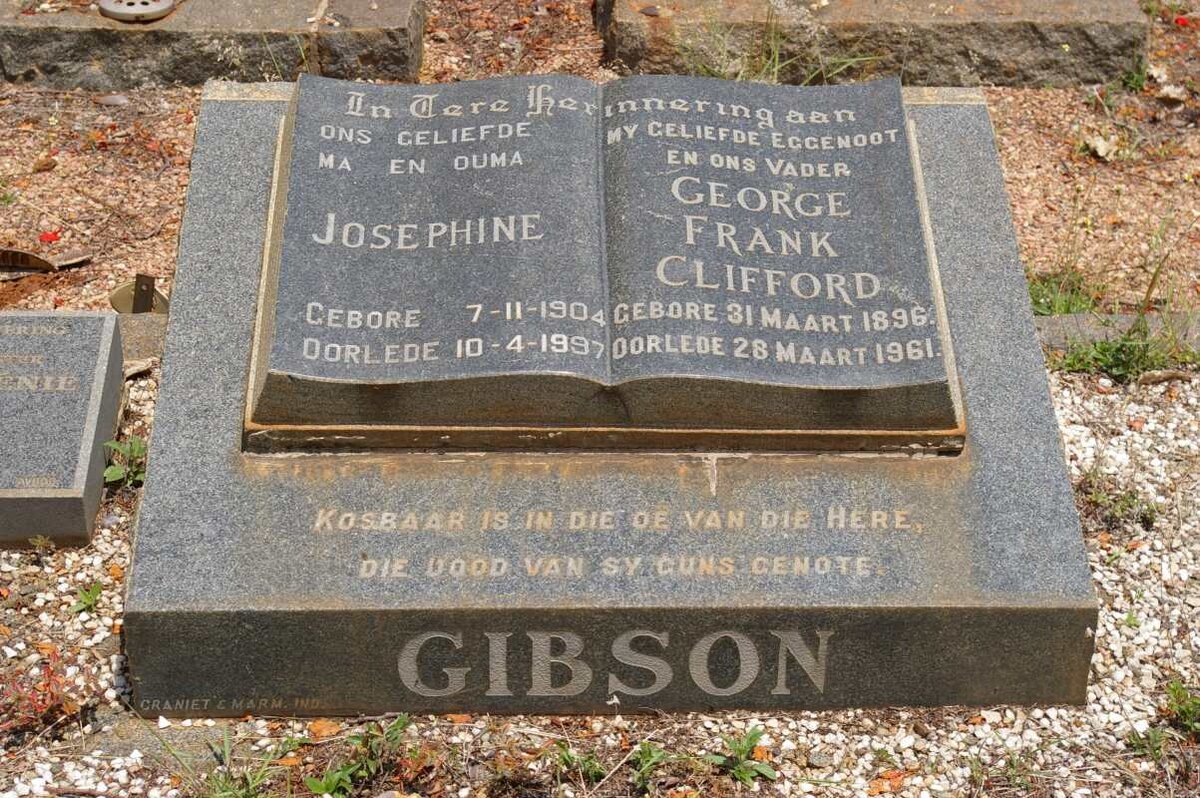 In Tere Herinnering aan
ONS GELIEFDE
MA EN OUMA
JOSEPHINE
GEBORE 7-11-1904
OORLEDE 10-4-1997
MY GELIEFDE EGGENOOT
EN ONS VADER
GEORGE
FRANK
CLIFFORD
GEBORE 31 MAART 1896.
OORLEDE 28 MAART 1961.
KOSBAAR IS IN DIE OË VAN DIE HERE,
DIE DOOD VAN SY GUNSGENOTE.
GIBSON
GRANIET & MARM. IND.